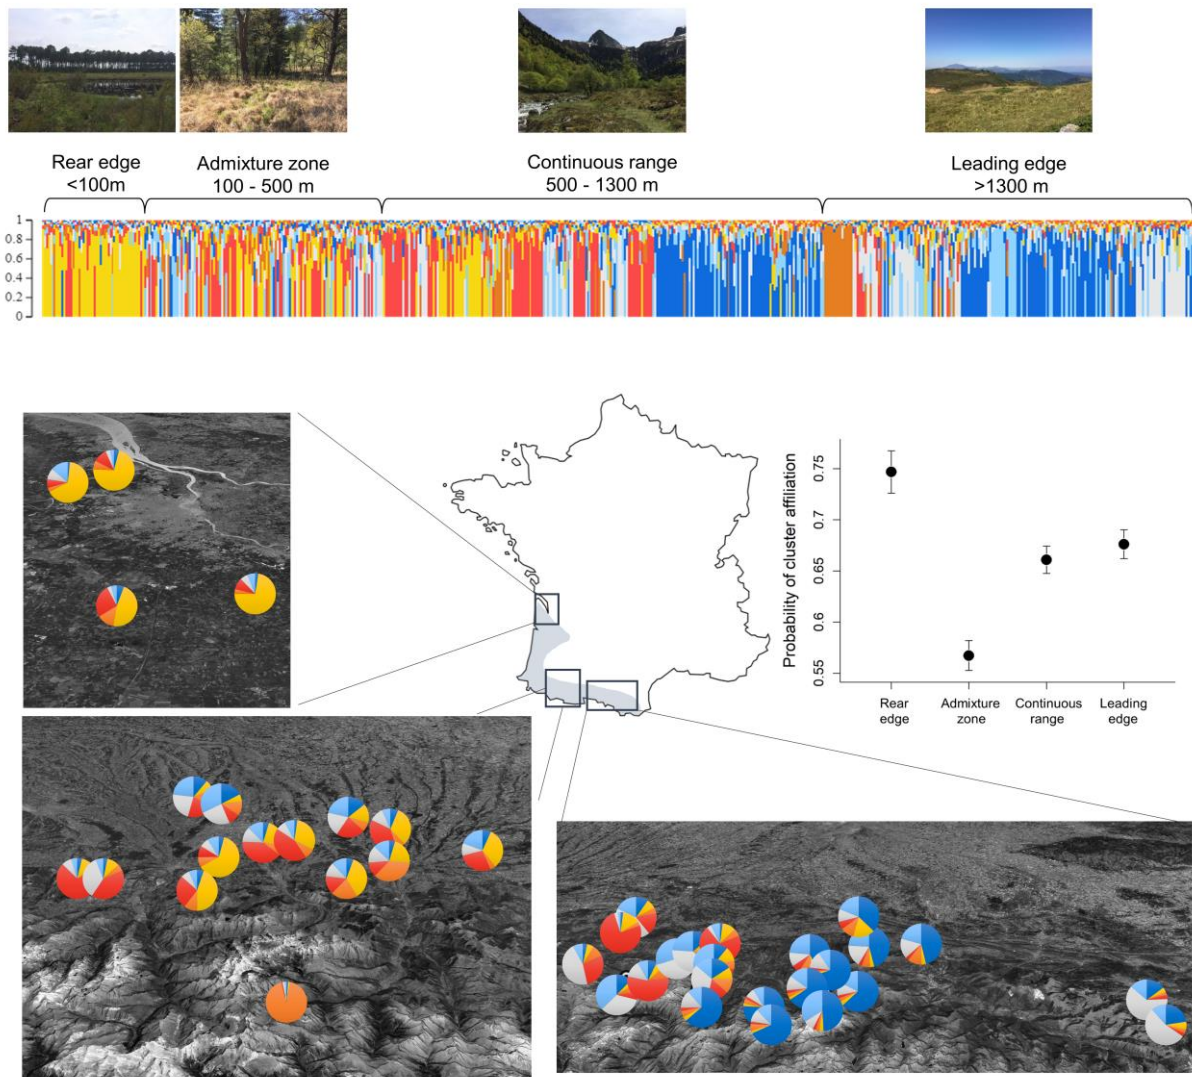 Rear edge
<100m
Admixture zone
100 - 500 m
Continuous range
500 - 1300 m
Leading edge
>1300 m
1
0.8
0.6
0.4
0.2
0
Probability of cluster affiliation
0.75
0.7
0.65
0.6
0.55
Rear
edge
Admixture
zone
Continuous
range
Leading
edge